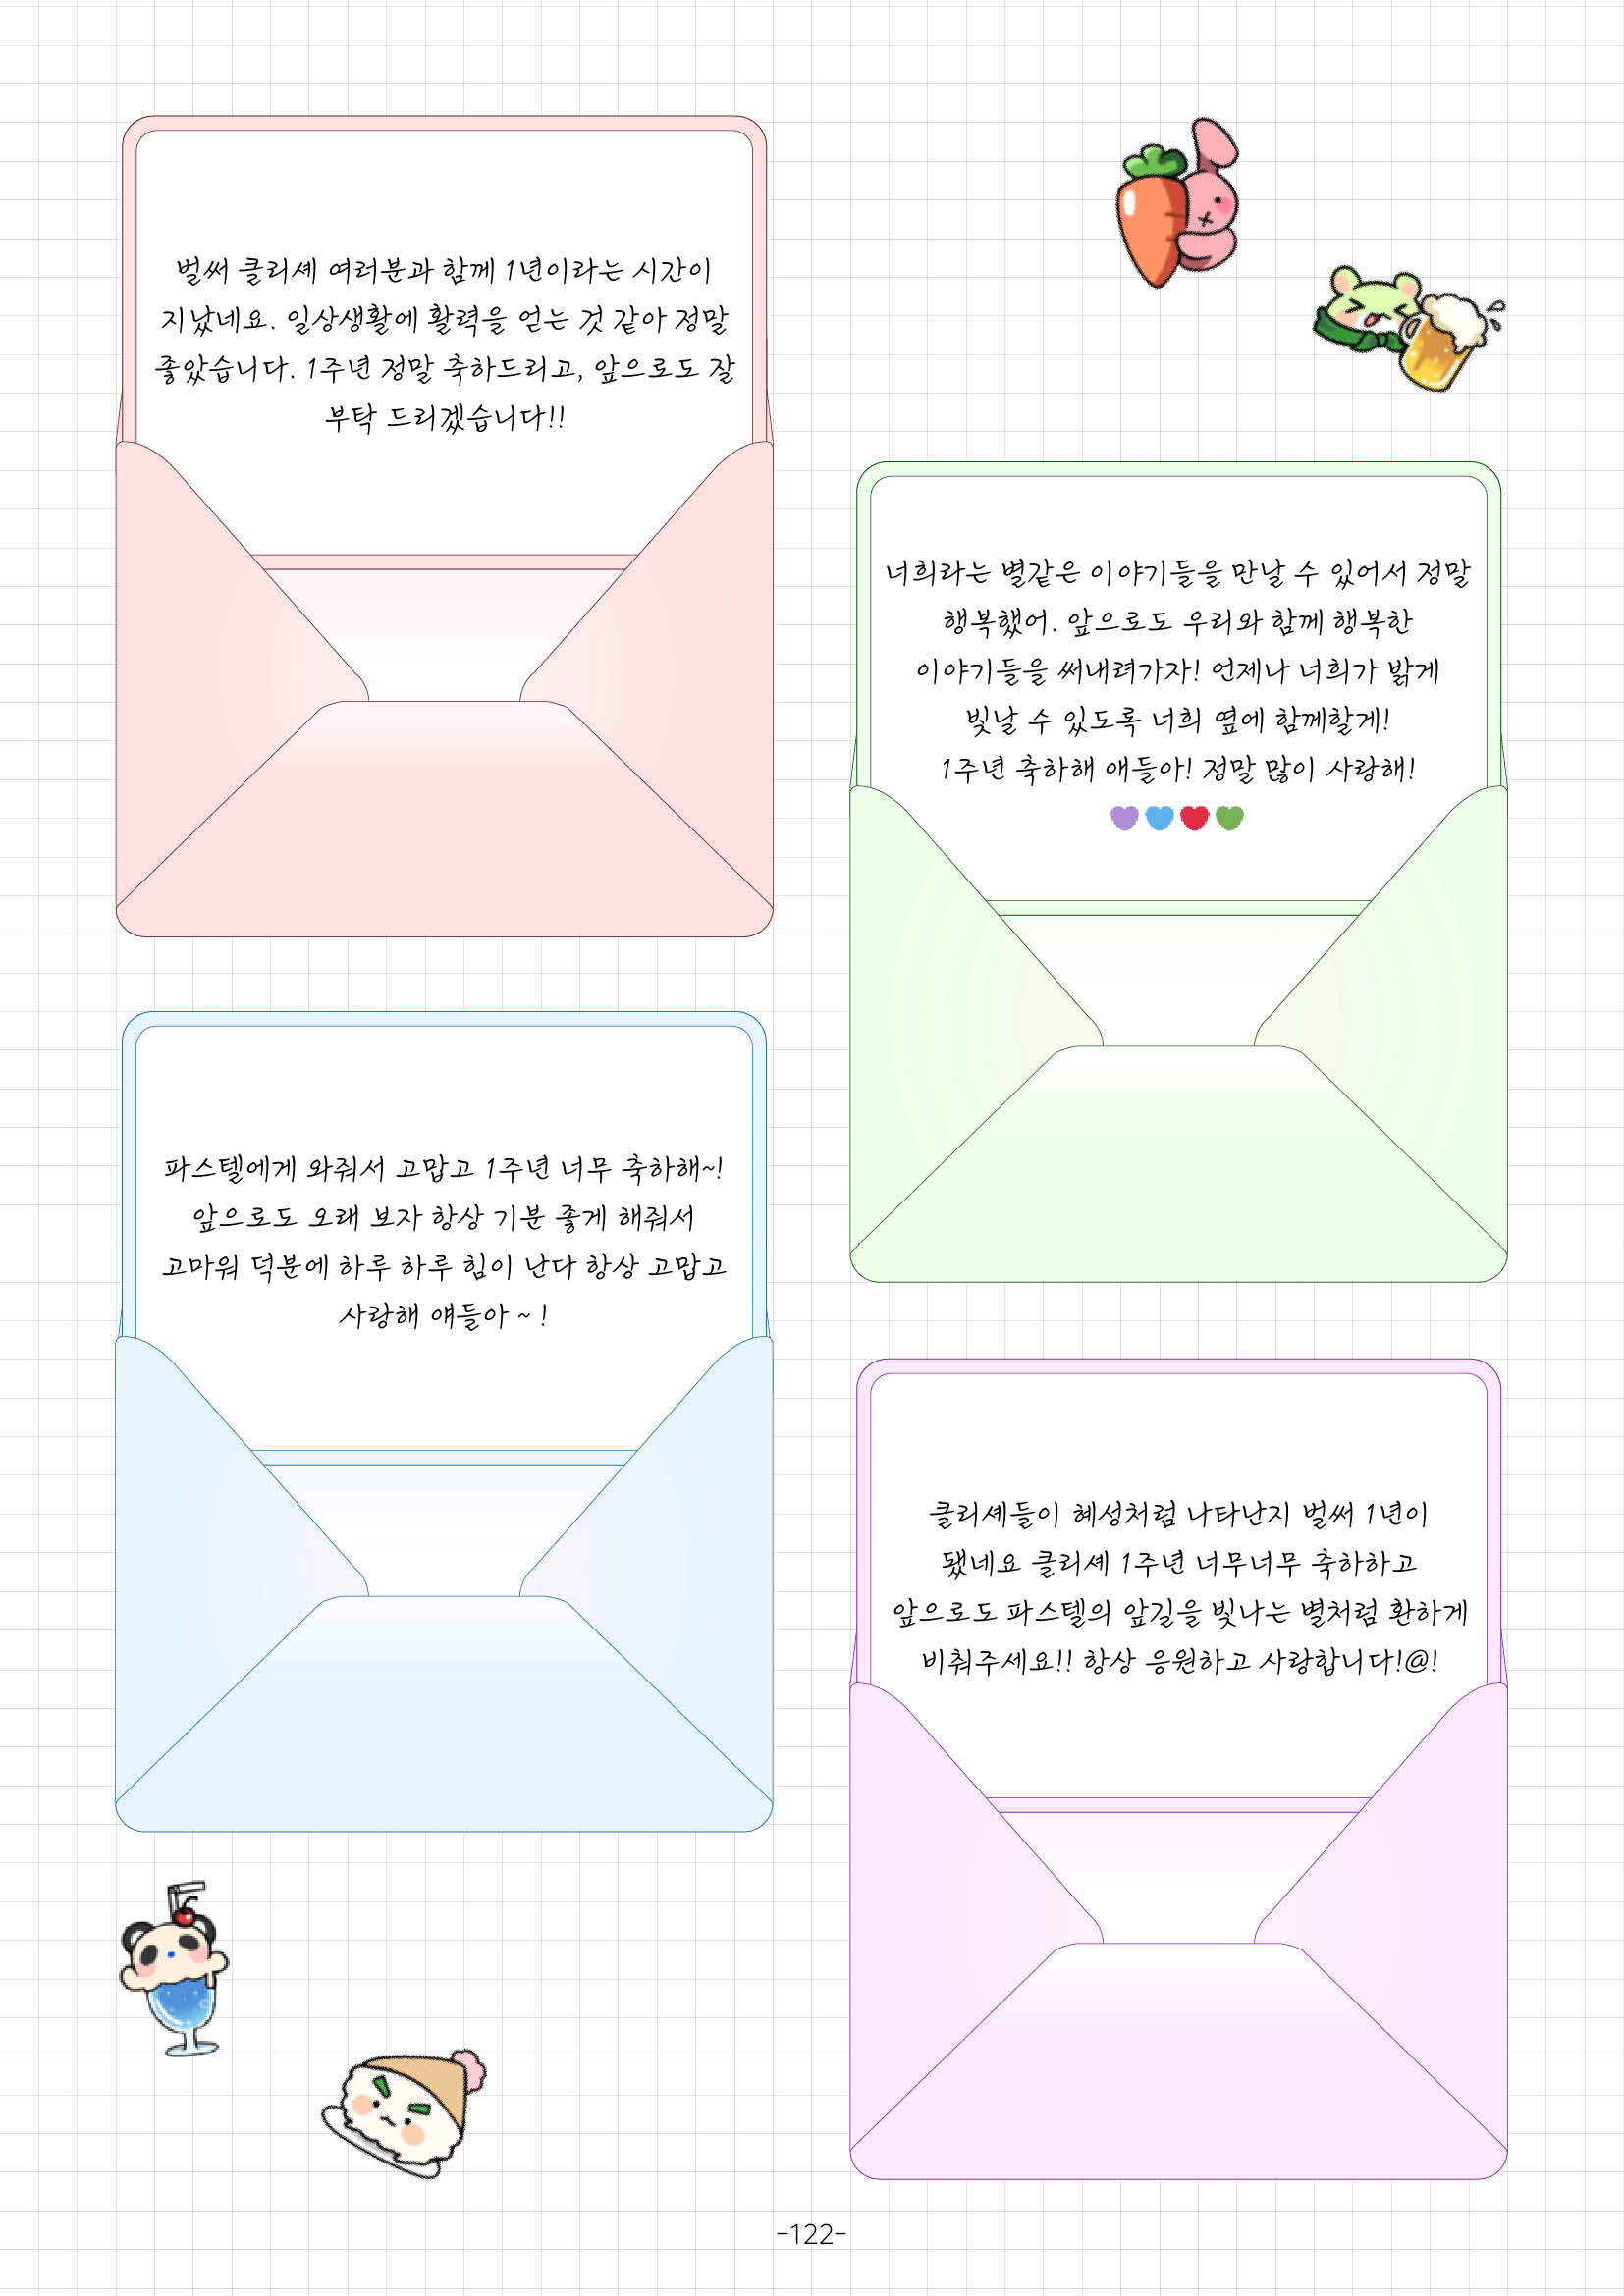 벌써 클리셰 여러분과 함께 1년이라는 시간이
지났네요. 일상생활에 활력을 얻는 것 같아 정말
좋았습니다. 1주년 정말 축하드리고, 앞으로도 잘
부탁 드리겠습니다!!
너희라는 별같은 이야기들을 만날 수 있어서 정말
행복했어. 앞으로도 우리와 함께 행복한
이야기들을 써내려가자! 언제나 너희가 밝게
빛날 수 있도록 너희 옆에 함께할게!
1주년 축하해 애들아! 정말 많이 사랑해!
💜💙❤💚
파스텔에게 와줘서 고맙고 1주년 너무 축하해~!
앞으로도 오래 보자 항상 기분 좋게 해줘서
고마워 덕분에 하루 하루 힘이 난다 항상 고맙고
사랑해 얘들아 ~ !
클리셰들이 혜성처럼 나타난지 벌써 1년이
됐네요 클리셰 1주년 너무너무 축하하고
앞으로도 파스텔의 앞길을 빛나는 별처럼 환하게
비춰주세요!! 항상 응원하고 사랑합니다!@!
-122-